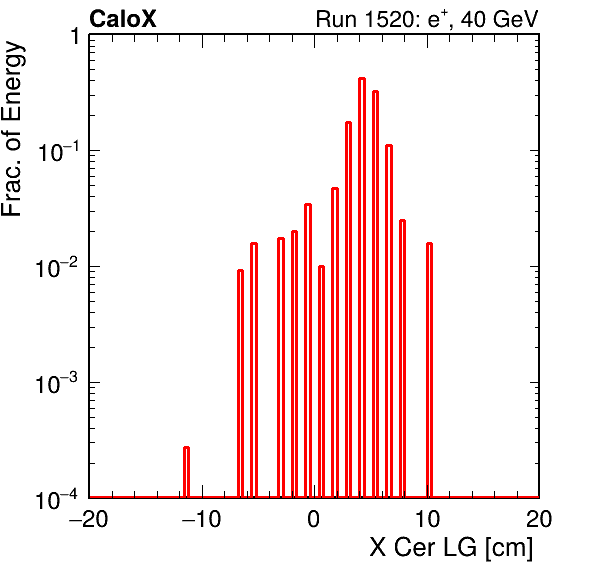 CaloX Run 1520: e⁺, 40 GeV
Frac. of Energy
1
10⁻¹
10⁻²
10⁻³
10⁻⁴
−20 −10 0 10 20
X Cer LG [cm]